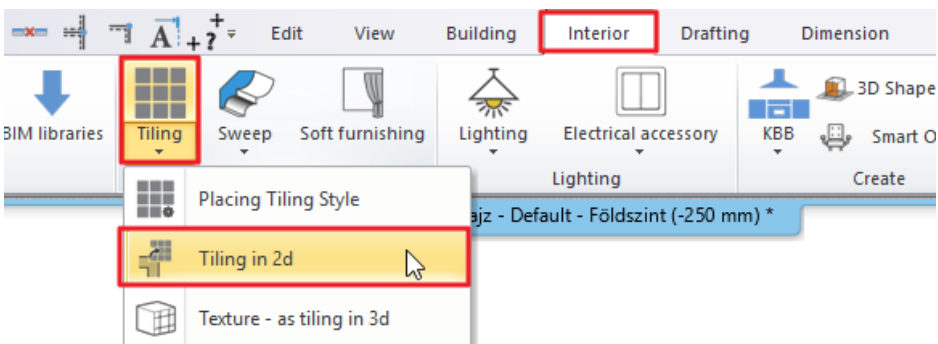 Edit View Building Interior Drafting Dimension
3D Shape
BIM libraries Tiling Sweep Soft furnishing Lighting Electrical accessory KBB Smart O
Lighting Create
Placing Tiling Style
ajz - Default - Földszint (-250 mm) *
Tiling in 2d
Texture - as tiling in 3d